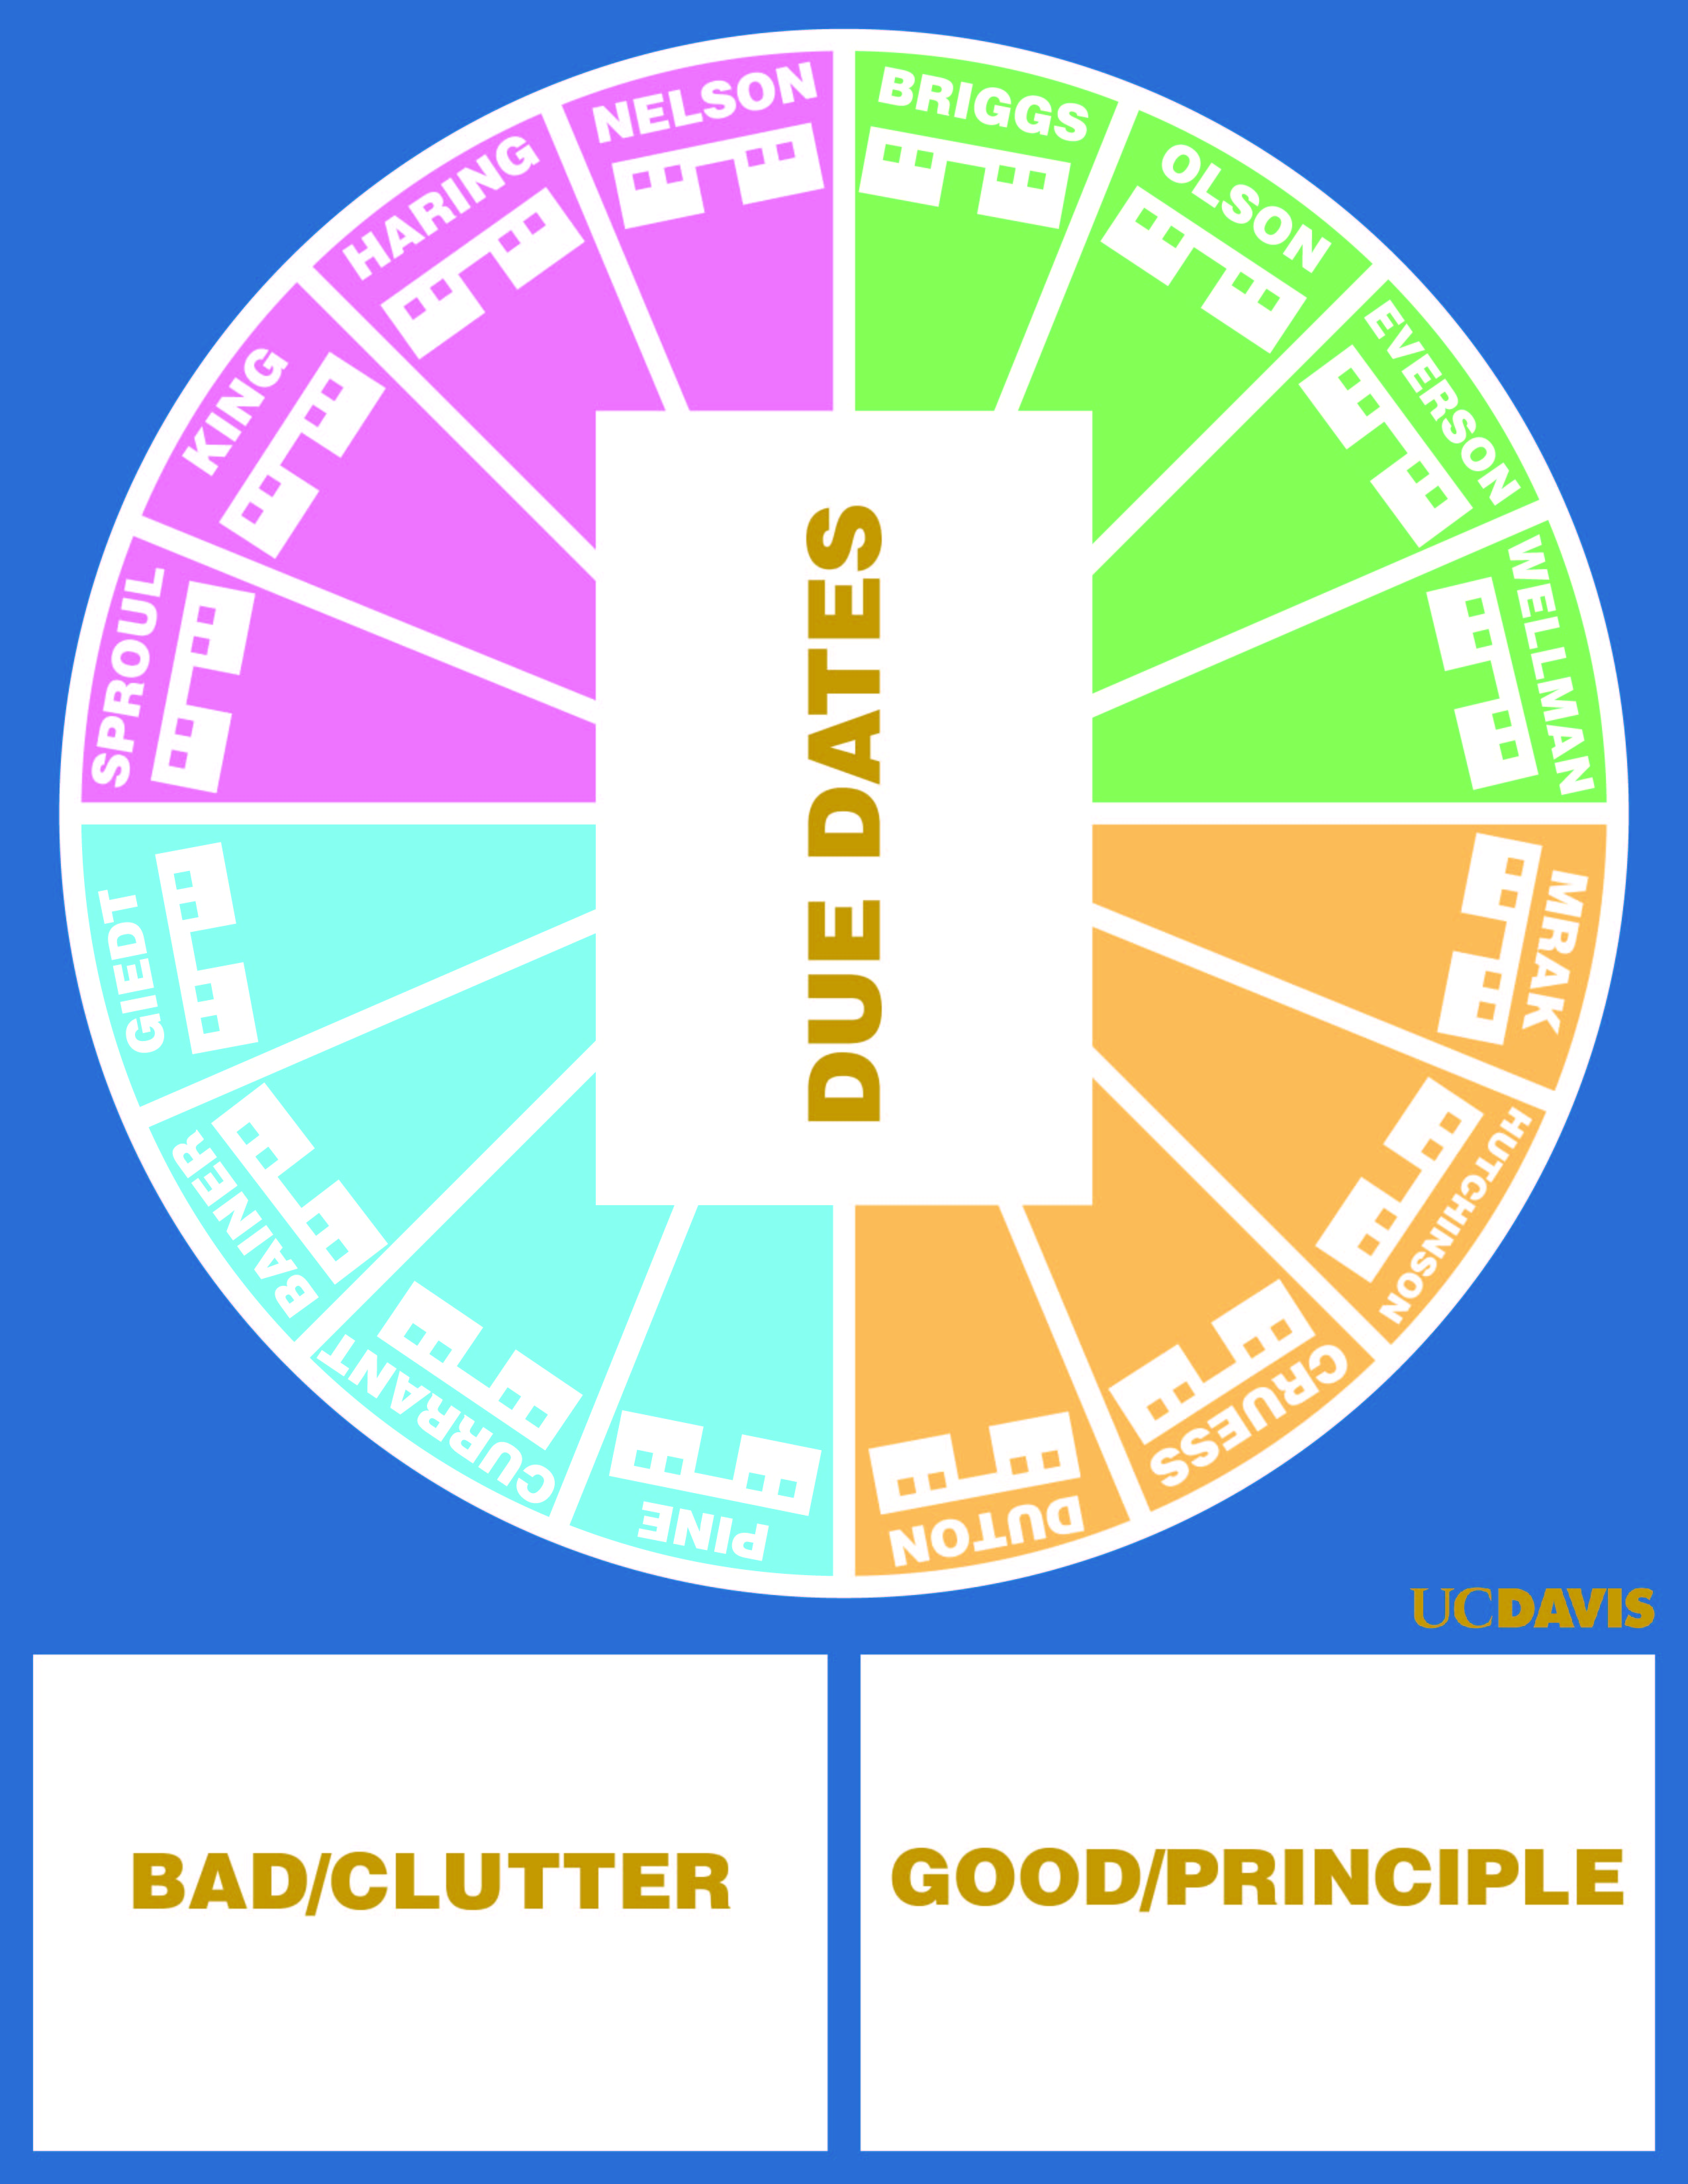 NELSON
BRIGGS
OLSON
EVERSON
WELLMAN
MRAK
HUTCHINSON
CRUESS
DUTON
PINE
CURRANT
BAINER
GIEDT
SPROUL
KING
HARING
DUE DATES
UCDAVIS
BAD/CLUTTER
GOOD/PRINCIPLE